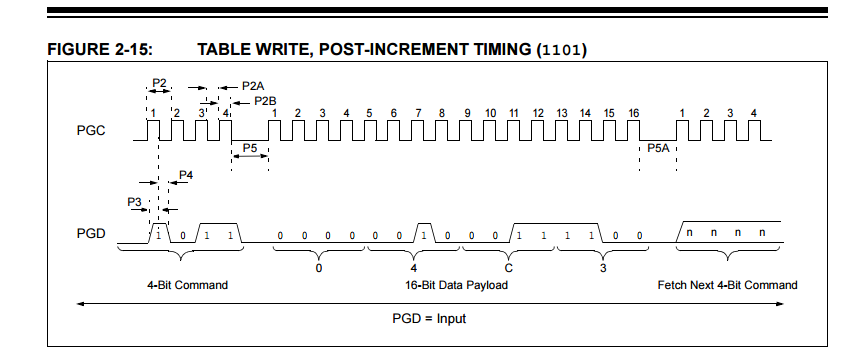 FIGURE 2-15: TABLE WRITE, POST-INCREMENT TIMING (1101)
P2 P2A
P2B
1 2 3 4 1 2 3 4 5 6 7 8 9 10 11 12 13 14 15 16 1 2 3 4
PGC
P5 P5A
P4
P3
PGD 1 0 1 1 0 0 0 0 0 0 1 0 0 0 1 1 1 1 0 0 n n n n
0 4 C 3
4-Bit Command 16-Bit Data Payload Fetch Next 4-Bit Command
PGD = Input